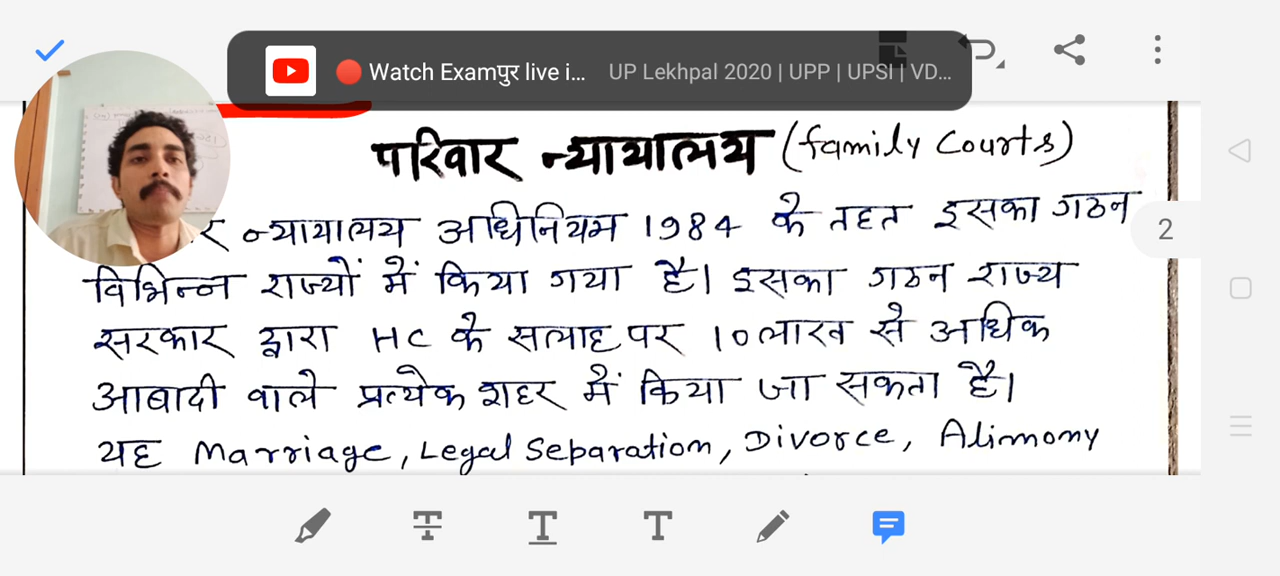 🔴 Watch Examपुर live i... UP Lekhpal 2020 | UPP | UPSI | VD...
परिवार न्यायालय (family Courts)
र न्यायालय अधिनियम 1984 के तहत इसका गठन
2
विभिन्न राज्यों में किया गया है। इसका गठन राज्य
सरकार द्वारा HC के सलाह पर 10 लाख से अधिक
आबादी वाले प्रत्येक शहर में किया जा सकता है।
यह Marriage, Legal Separation, Divorce, Alimony
T T T